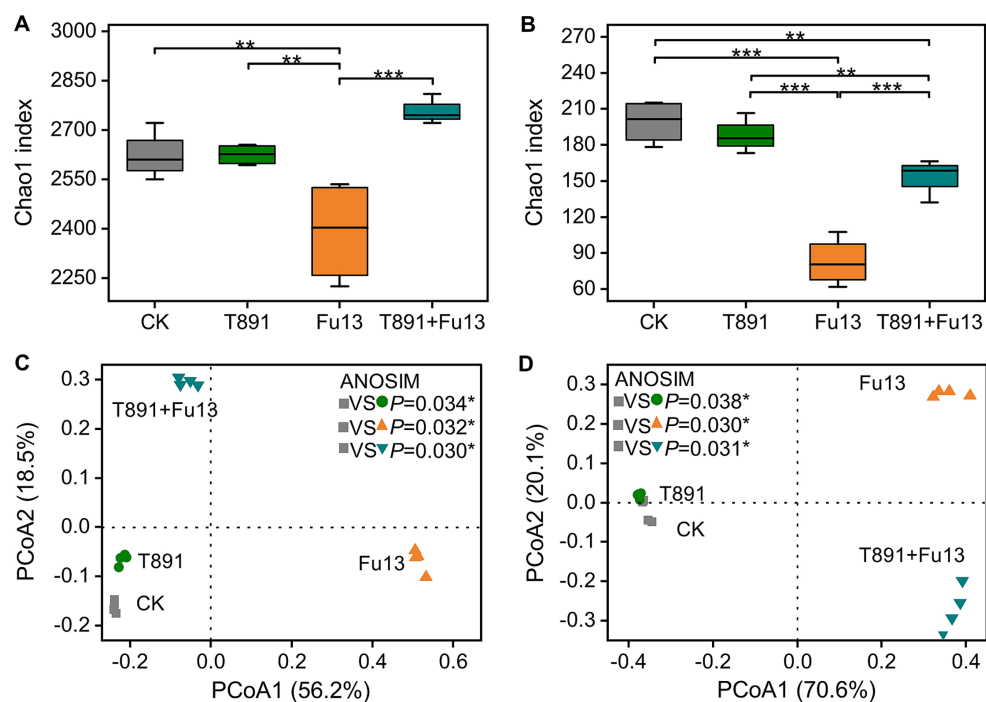 A
Chao1 index
3000
2850
2700
2550
2400
2250
**
**
***
CK
T891
Fu13
T891+Fu13
B
Chao1 index
270
240
210
180
150
120
90
60
**
***
**
***
***
CK
T891
Fu13
T891+Fu13
C
PCoA2 (18.5%)
0.3
0.2
0.1
0.0
-0.1
-0.2
T891+Fu13
ANOSIM
VS P=0.034*
VS P=0.032*
VS P=0.030*
T891
CK
Fu13
-0.2
0.0
0.2
0.4
0.6
PCoA1 (56.2%)
D
PCoA2 (20.1%)
0.3
0.2
0.1
0.0
-0.1
-0.2
-0.3
ANOSIM
VS P=0.038*
VS P=0.030*
VS P=0.031*
Fu13
T891
CK
T891+Fu13
-0.4
-0.2
0.0
0.2
0.4
PCoA1 (70.6%)